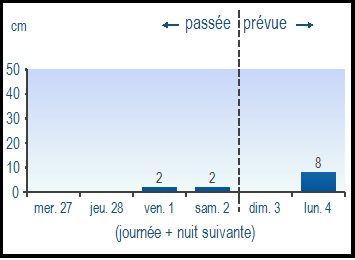 ← passée prévue →
cm
50
40
30
20
10
0
2 2 8
mer. 27 jeu. 28 ven. 1 sam. 2 dim. 3 lun. 4
(journée + nuit suivante)